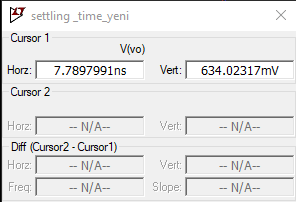 settling _time_yeni
Cursor 1
V(vo)
Horz: 7.7897991ns Vert: 634.02317mV
Cursor 2
Horz: -- N/A-- Vert: -- N/A--
Diff (Cursor2 - Cursor1)
Horz: -- N/A-- Vert: -- N/A--
Freq: -- N/A-- Slope: -- N/A--